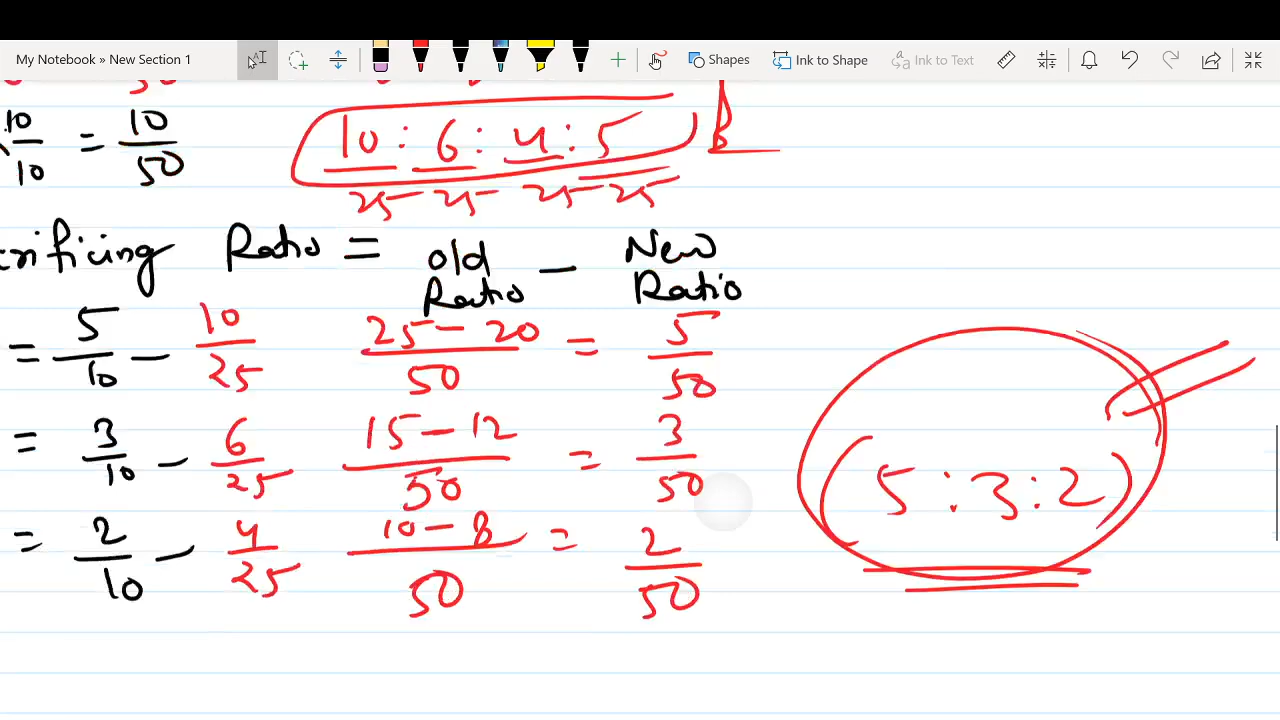 My Notebook » New Section 1 Shapes Ink to Shape Ink to Text
10/10 = 10/50
10 : 6 : 4 : 5
25 25 25 25
rificing Ratio = Old Ratio - New Ratio
= 5/10 - 10/25 25 - 20/50 = 5/50
= 3/10 - 6/25 15 - 12/50 = 3/50
(5 : 3 : 2)
= 2/10 - 4/25 10 - 8/50 = 2/50